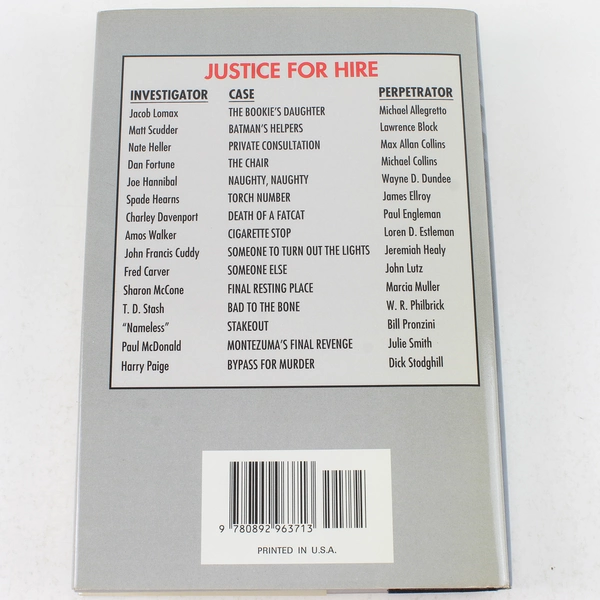 JUSTICE FOR HIRE
INVESTIGATOR CASE PERPETRATOR
Jacob Lomax THE BOOKIE'S DAUGHTER Michael Allegretto
Matt Scudder BATMAN'S HELPERS Lawrence Block
Nate Heller PRIVATE CONSULTATION Max Allan Collins
Dan Fortune THE CHAIR Michael Collins
Joe Hannibal NAUGHTY, NAUGHTY Wayne D. Dundee
Spade Hearns TORCH NUMBER James Ellroy
Charley Davenport DEATH OF A FATCAT Paul Engleman
Amos Walker CIGARETTE STOP Loren D. Estleman
John Francis Cuddy SOMEONE TO TURN OUT THE LIGHTS Jeremiah Healy
Fred Carver SOMEONE ELSE John Lutz
Sharon McCone FINAL RESTING PLACE Marcia Muller
T. D. Stash BAD TO THE BONE W. R. Philbrick
"Nameless" STAKEOUT Bill Pronzini
Paul McDonald MONTEZUMA'S FINAL REVENGE Julie Smith
Harry Paige BYPASS FOR MURDER Dick Stodghill
9 780892 963713
PRINTED IN U.S.A.